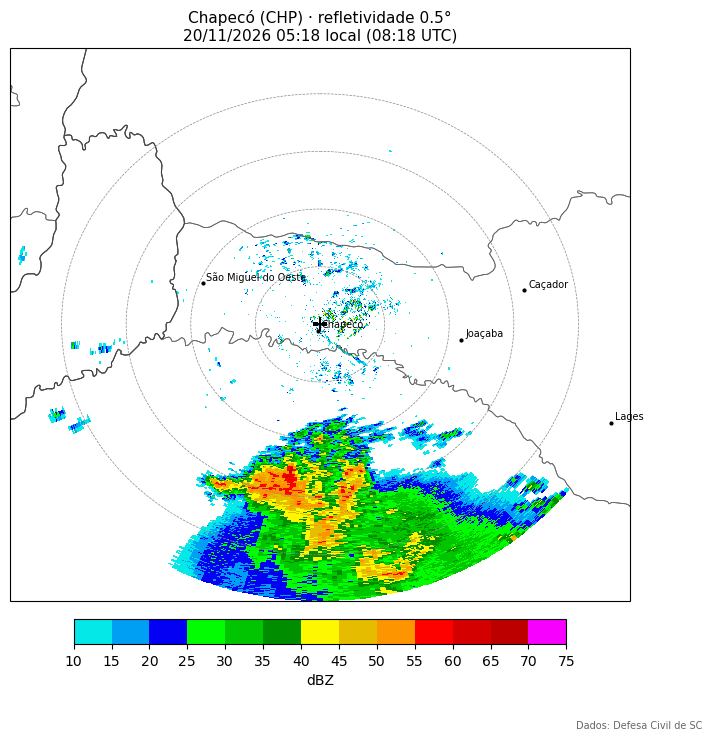 Chapecó (CHP) · refletividade 0.5°
20/11/2026 05:18 local (08:18 UTC)
São Miguel do Oeste
Caçador
Chapecó
Joaçaba
Lages
10 15 20 25 30 35 40 45 50 55 60 65 70 75
dBZ
Dados: Defesa Civil de SC